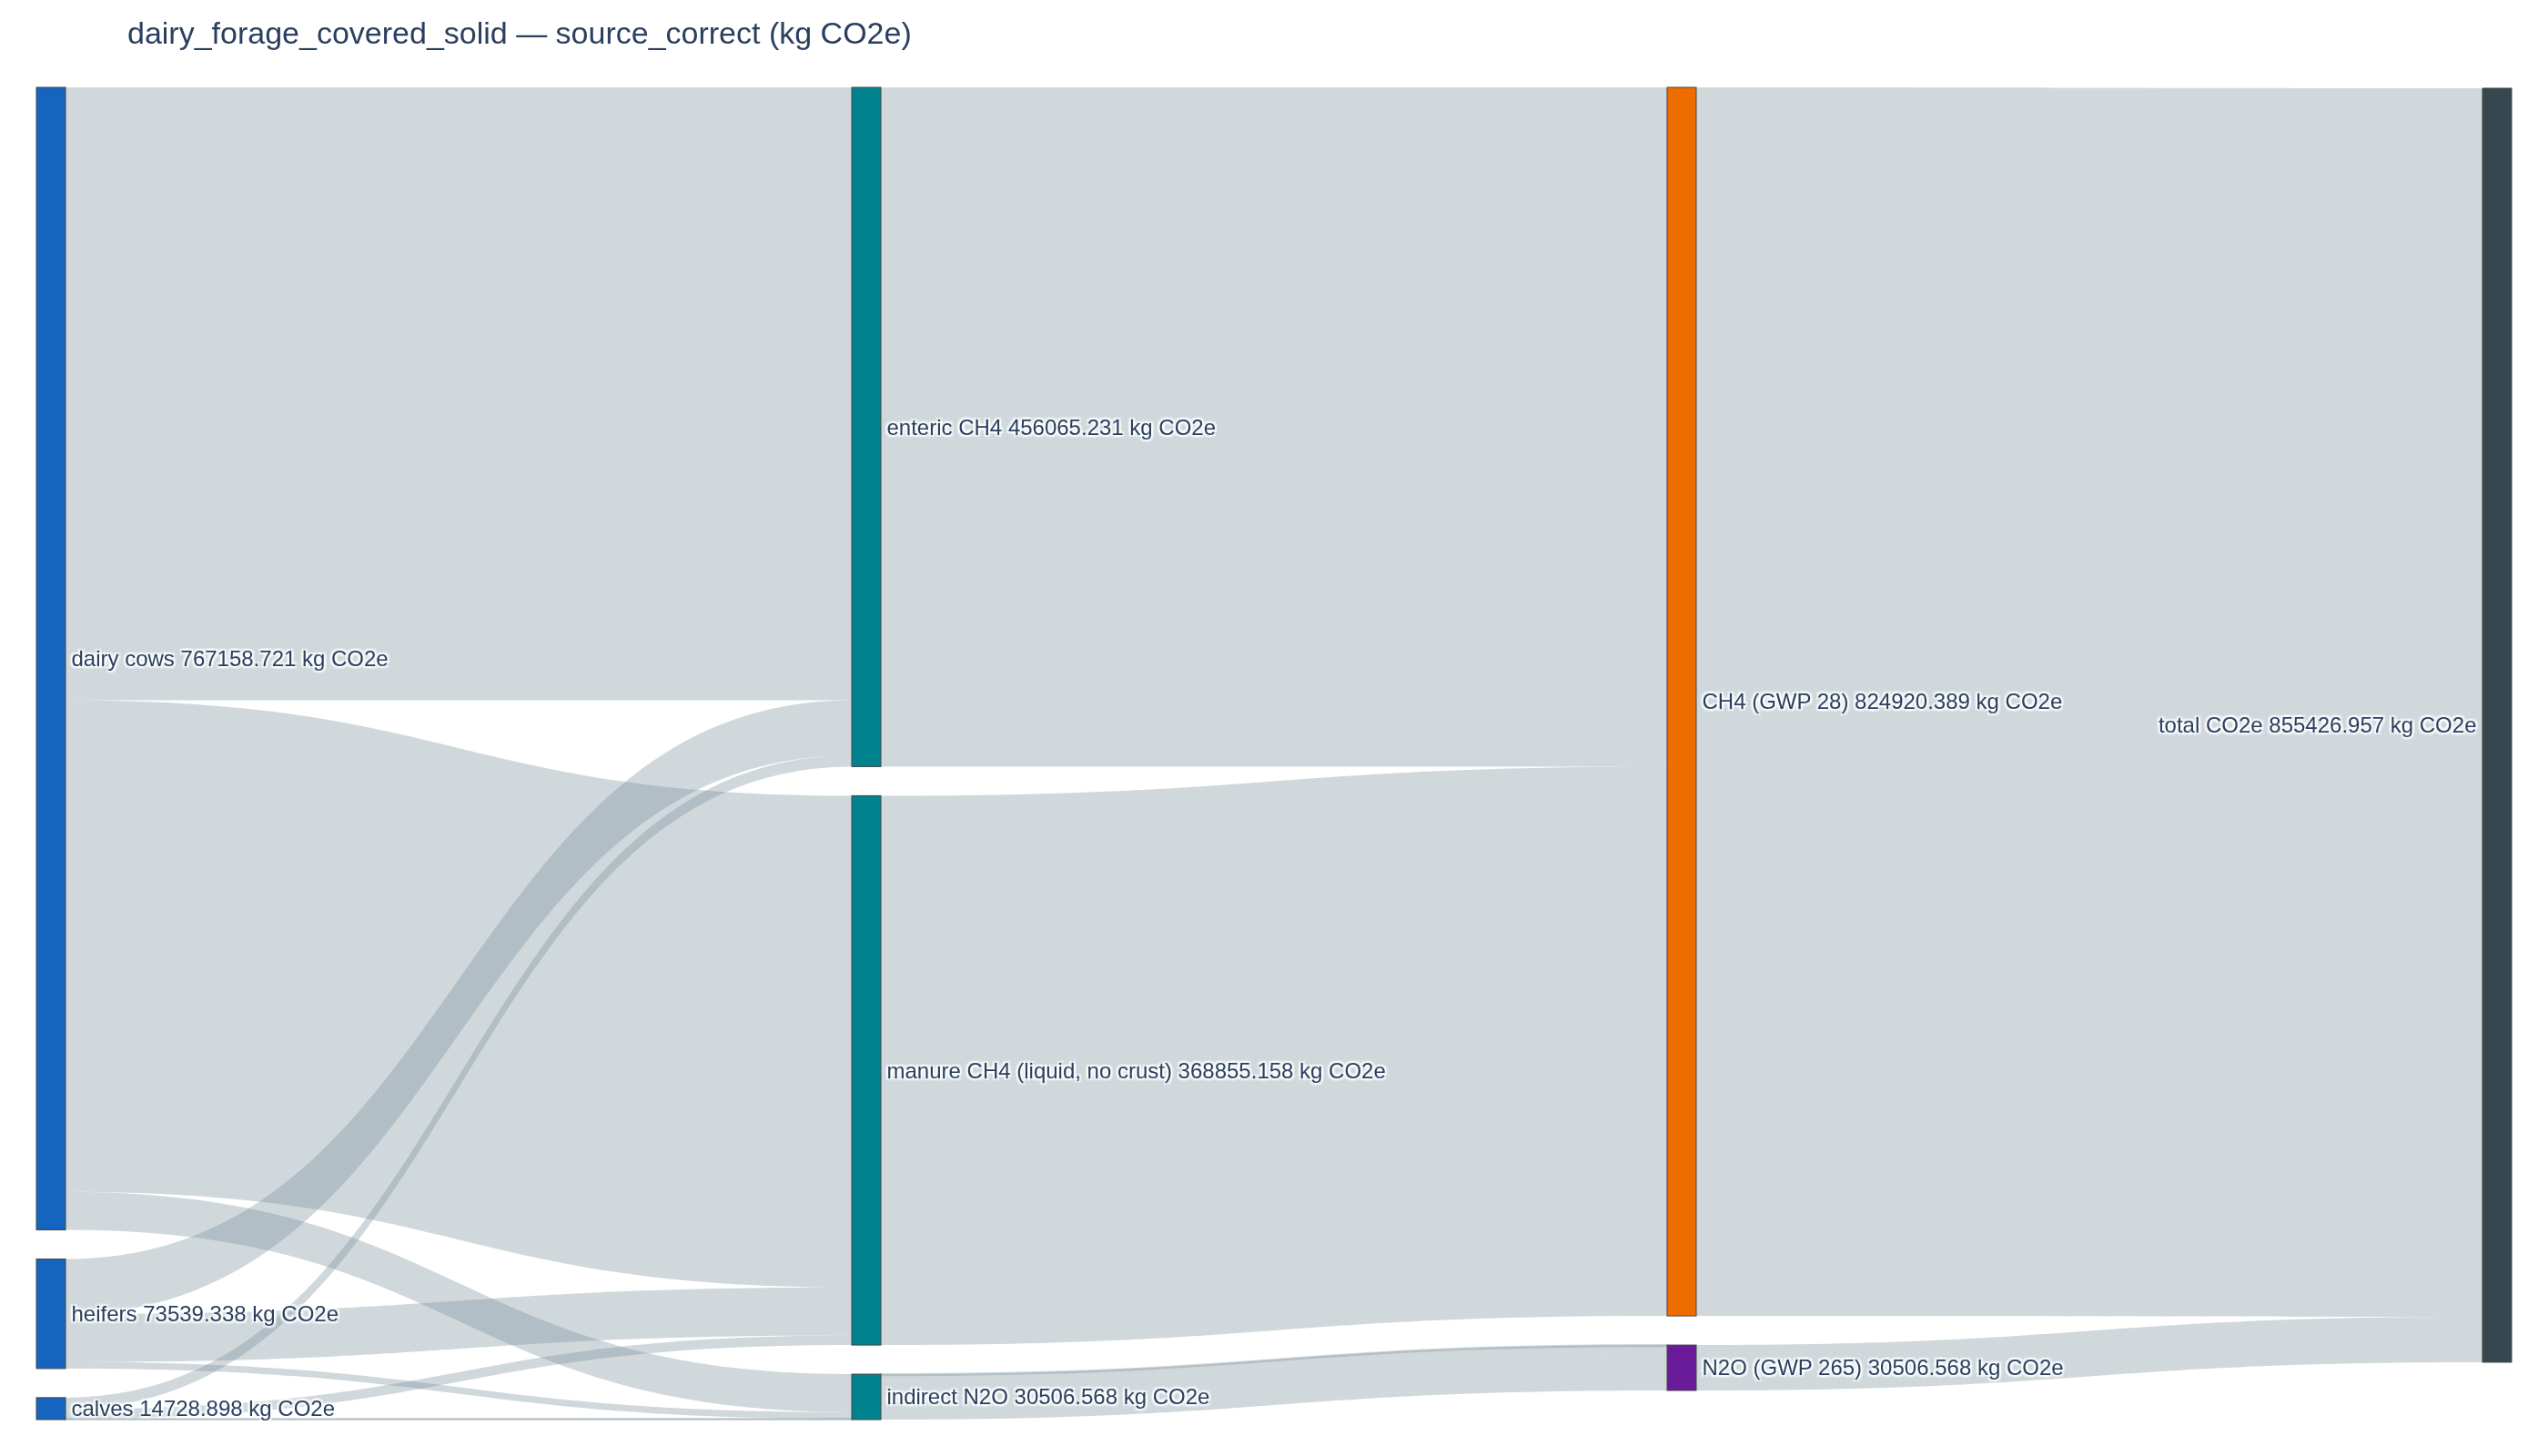 dairy_forage_covered_solid — source_correct (kg CO2e)
dairy cows 767158.721 kg CO2e
heifers 73539.338 kg CO2e
calves 14728.898 kg CO2e
enteric CH4 456065.231 kg CO2e
manure CH4 (liquid, no crust) 368855.158 kg CO2e
indirect N2O 30506.568 kg CO2e
CH4 (GWP 28) 824920.389 kg CO2e
N2O (GWP 265) 30506.568 kg CO2e
total CO2e 855426.957 kg CO2e